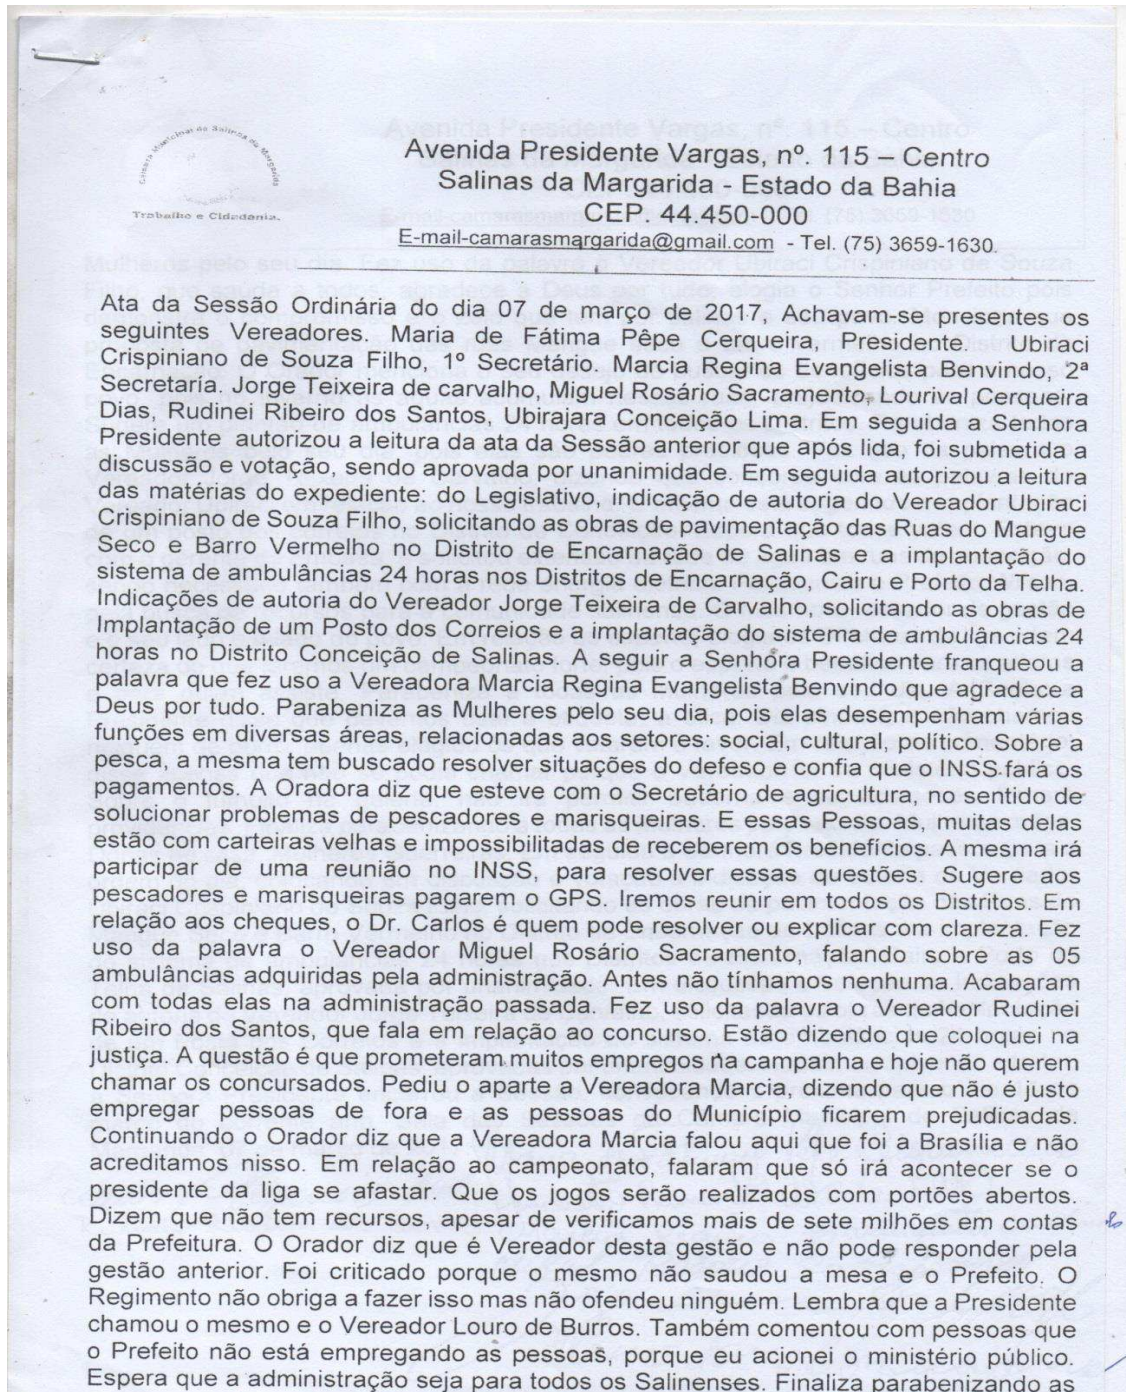 Câmara Municipal de Salinas da Margarida
Trabalho e Cidadania.
Avenida Presidente Vargas, nº. 115 – Centro
Salinas da Margarida - Estado da Bahia
CEP. 44.450-000
E-mail-camarasmargarida@gmail.com - Tel. (75) 3659-1630.
Ata da Sessão Ordinária do dia 07 de março de 2017, Achavam-se presentes os
seguintes Vereadores. Maria de Fátima Pêpe Cerqueira, Presidente. Ubiraci
Crispiniano de Souza Filho, 1º Secretário. Marcia Regina Evangelista Benvindo, 2ª
Secretaría. Jorge Teixeira de carvalho, Miguel Rosário Sacramento, Lourival Cerqueira
Dias, Rudinei Ribeiro dos Santos, Ubirajara Conceição Lima. Em seguida a Senhora
Presidente autorizou a leitura da ata da Sessão anterior que após lida, foi submetida a
discussão e votação, sendo aprovada por unanimidade. Em seguida autorizou a leitura
das matérias do expediente: do Legislativo, indicação de autoria do Vereador Ubiraci
Crispiniano de Souza Filho, solicitando as obras de pavimentação das Ruas do Mangue
Seco e Barro Vermelho no Distrito de Encarnação de Salinas e a implantação do
sistema de ambulâncias 24 horas nos Distritos de Encarnação, Cairu e Porto da Telha.
Indicações de autoria do Vereador Jorge Teixeira de Carvalho, solicitando as obras de
Implantação de um Posto dos Correios e a implantação do sistema de ambulâncias 24
horas no Distrito Conceição de Salinas. A seguir a Senhora Presidente franqueou a
palavra que fez uso a Vereadora Marcia Regina Evangelista Benvindo que agradece a
Deus por tudo. Parabeniza as Mulheres pelo seu dia, pois elas desempenham várias
funções em diversas áreas, relacionadas aos setores: social, cultural, político. Sobre a
pesca, a mesma tem buscado resolver situações do defeso e confia que o INSS fará os
pagamentos. A Oradora diz que esteve com o Secretário de agricultura, no sentido de
solucionar problemas de pescadores e marisqueiras. E essas Pessoas, muitas delas
estão com carteiras velhas e impossibilitadas de receberem os benefícios. A mesma irá
participar de uma reunião no INSS, para resolver essas questões. Sugere aos
pescadores e marisqueiras pagarem o GPS. Iremos reunir em todos os Distritos. Em
relação aos cheques, o Dr. Carlos é quem pode resolver ou explicar com clareza. Fez
uso da palavra o Vereador Miguel Rosário Sacramento, falando sobre as 05
ambulâncias adquiridas pela administração. Antes não tínhamos nenhuma. Acabaram
com todas elas na administração passada. Fez uso da palavra o Vereador Rudinei
Ribeiro dos Santos, que fala em relação ao concurso. Estão dizendo que coloquei na
justiça. A questão é que prometeram muitos empregos na campanha e hoje não querem
chamar os concursados. Pediu o aparte a Vereadora Marcia, dizendo que não é justo
empregar pessoas de fora e as pessoas do Município ficarem prejudicadas.
Continuando o Orador diz que a Vereadora Marcia falou aqui que foi a Brasília e não
acreditamos nisso. Em relação ao campeonato, falaram que só irá acontecer se o
presidente da liga se afastar. Que os jogos serão realizados com portões abertos.
Dizem que não tem recursos, apesar de verificamos mais de sete milhões em contas
da Prefeitura. O Orador diz que é Vereador desta gestão e não pode responder pela
gestão anterior. Foi criticado porque o mesmo não saudou a mesa e o Prefeito. O
Regimento não obriga a fazer isso mas não ofendeu ninguém. Lembra que a Presidente
chamou o mesmo e o Vereador Louro de Burros. Também comentou com pessoas que
o Prefeito não está empregando as pessoas, porque eu acionei o ministério público.
Espera que a administração seja para todos os Salinenses. Finaliza parabenizando as